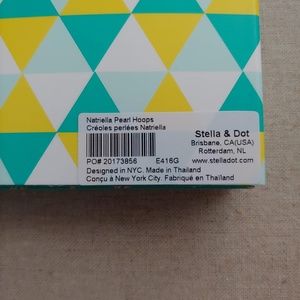 Natriella Pearl Hoops
Créoles perlées Natriella
Stella & Dot
Brisbane, CA(USA)
Rotterdam, NL
PO# 20173856
E416G
www.stelladot.com
Designed in NYC. Made in Thailand
Conçu à New York City. Fabriqué en Thaïland